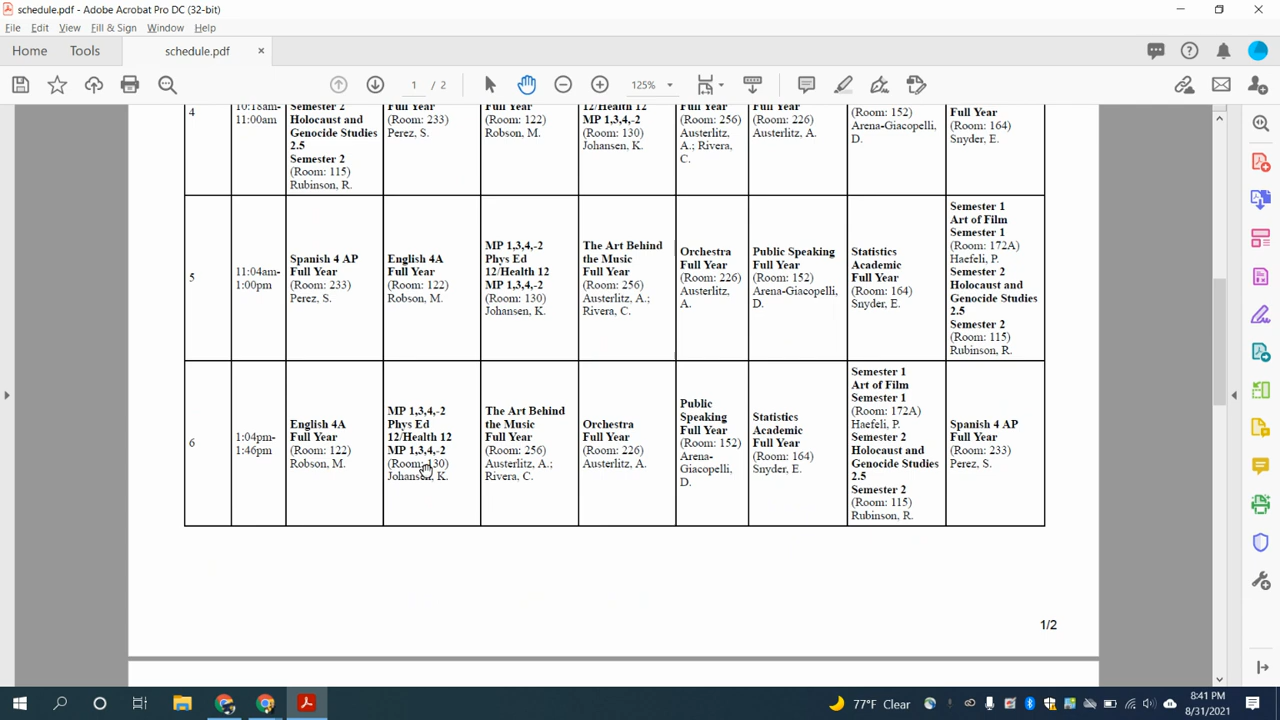 schedule.pdf - Adobe Acrobat Pro DC (32-bit)
File Edit View Fill & Sign Window Help
Home Tools schedule.pdf ×
1 / 2 125%
4
10:18am-
11:00am
Semester 2
Holocaust and
Genocide Studies
2.5
Semester 2
(Room: 115)
Rubinson, R.
Full Year
(Room: 233)
Perez, S.
Full Year
(Room: 122)
Robson, M.
12/Health 12
MP 1,3,4,-2
(Room: 130)
Johansen, K.
Full Year
(Room: 256)
Austerlitz,
A.; Rivera,
C.
Full Year
(Room: 226)
Austerlitz, A.
(Room: 152)
Arena-Giacopelli,
D.
Full Year
(Room: 164)
Snyder, E.
5
11:04am-
1:00pm
Spanish 4 AP
Full Year
(Room: 233)
Perez, S.
English 4A
Full Year
(Room: 122)
Robson, M.
MP 1,3,4,-2
Phys Ed
12/Health 12
MP 1,3,4,-2
(Room: 130)
Johansen, K.
The Art Behind
the Music
Full Year
(Room: 256)
Austerlitz, A.;
Rivera, C.
Orchestra
Full Year
(Room: 226)
Austerlitz,
A.
Public Speaking
Full Year
(Room: 152)
Arena-Giacopelli,
D.
Statistics
Academic
Full Year
(Room: 164)
Snyder, E.
Semester 1
Art of Film
Semester 1
(Room: 172A)
Haefeli, P.
Semester 2
Holocaust and
Genocide Studies
2.5
Semester 2
(Room: 115)
Rubinson, R.
6
1:04pm-
1:46pm
English 4A
Full Year
(Room: 122)
Robson, M.
MP 1,3,4,-2
Phys Ed
12/Health 12
MP 1,3,4,-2
(Room: 130)
Johansen, K.
The Art Behind
the Music
Full Year
(Room: 256)
Austerlitz, A.;
Rivera, C.
Orchestra
Full Year
(Room: 226)
Austerlitz, A.
Public
Speaking
Full Year
(Room: 152)
Arena-
Giacopelli,
D.
Statistics
Academic
Full Year
(Room: 164)
Snyder, E.
Semester 1
Art of Film
Semester 1
(Room: 172A)
Haefeli, P.
Semester 2
Holocaust and
Genocide Studies
2.5
Semester 2
(Room: 115)
Rubinson, R.
Spanish 4 AP
Full Year
(Room: 233)
Perez, S.
1/2
77°F Clear
8:41 PM
8/31/2021